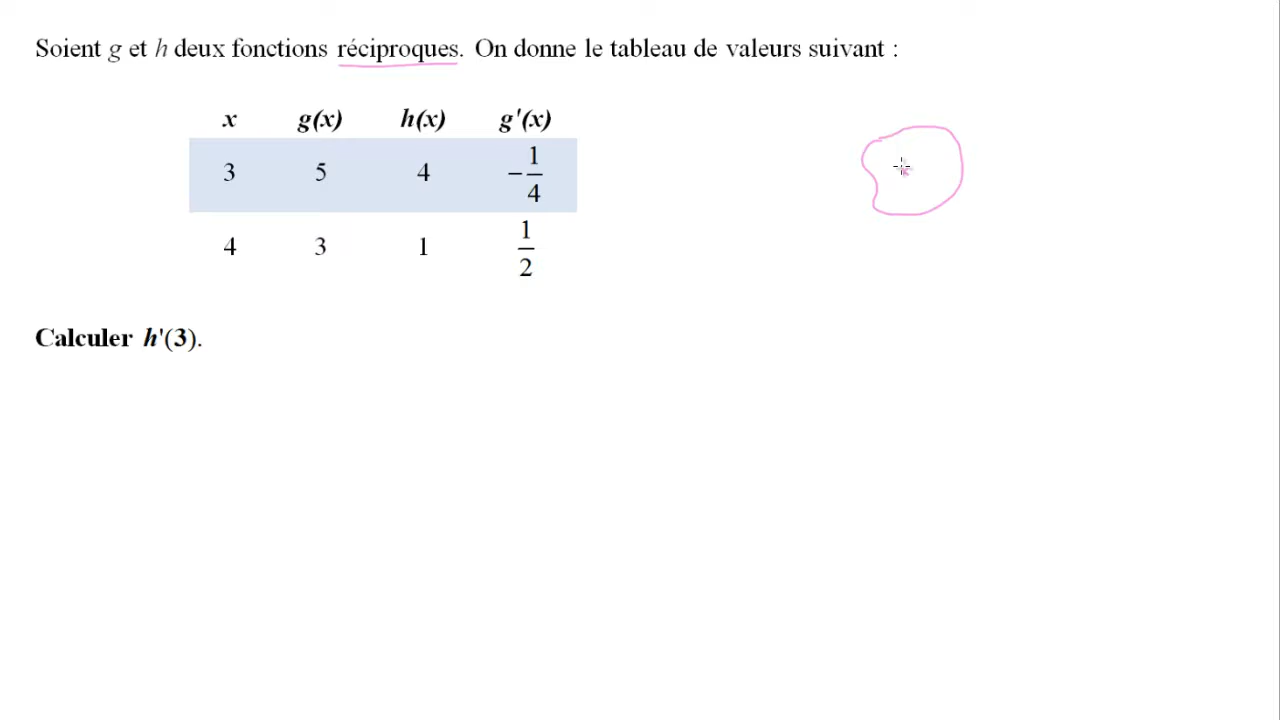 Soient g et h deux fonctions réciproques. On donne le tableau de valeurs suivant :
x g(x) h(x) g'(x)
3 5 4 -1/4
4 3 1 1/2
Calculer h'(3).